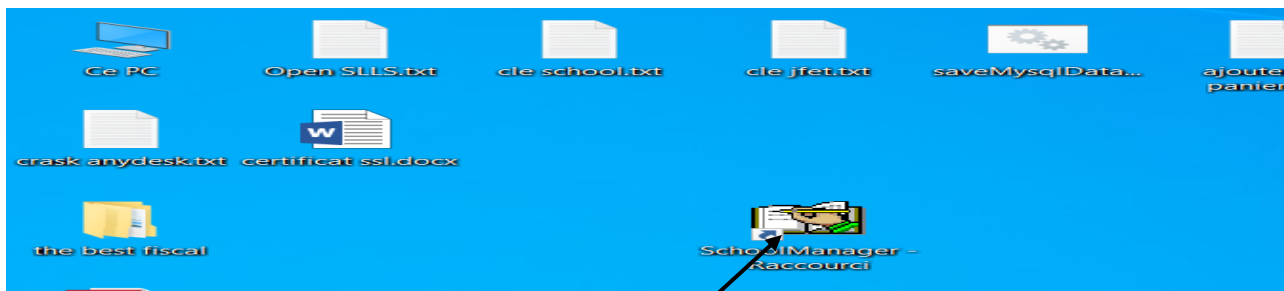 Ce PC
Open SLLS.txt
cle school.txt
cle jfet.txt
saveMysqlData...
ajoute
panier
crask anydesk.txt
certificat ssl.docx
the best fiscal
SchoolManager -
Raccourci